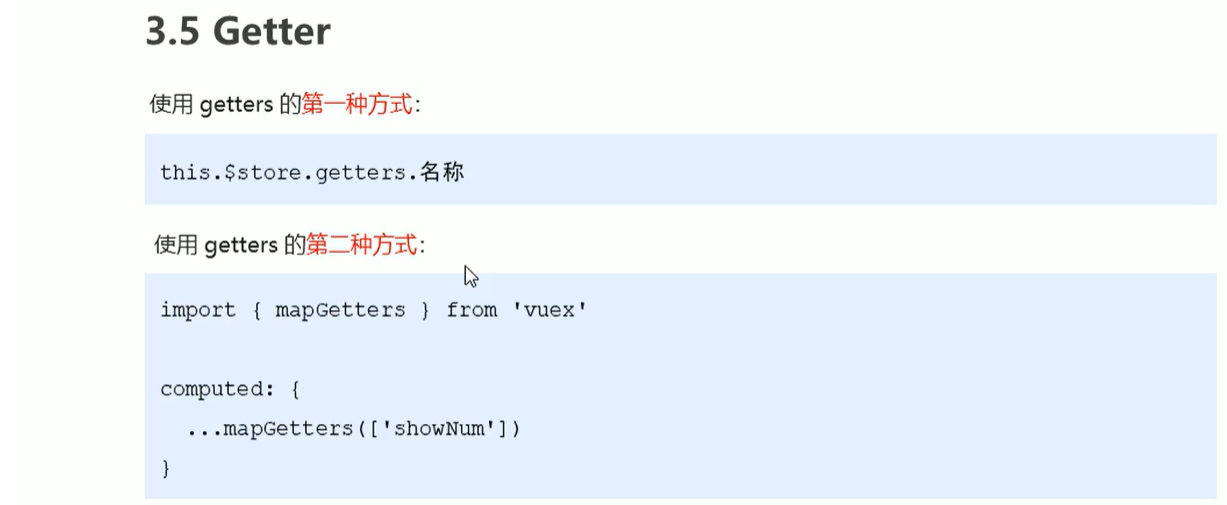 3.5 Getter
使用 getters 的第一种方式：
this.$store.getters.名称
使用 getters 的第二种方式：
import { mapGetters } from 'vuex'
computed: {
...mapGetters(['showNum'])
}